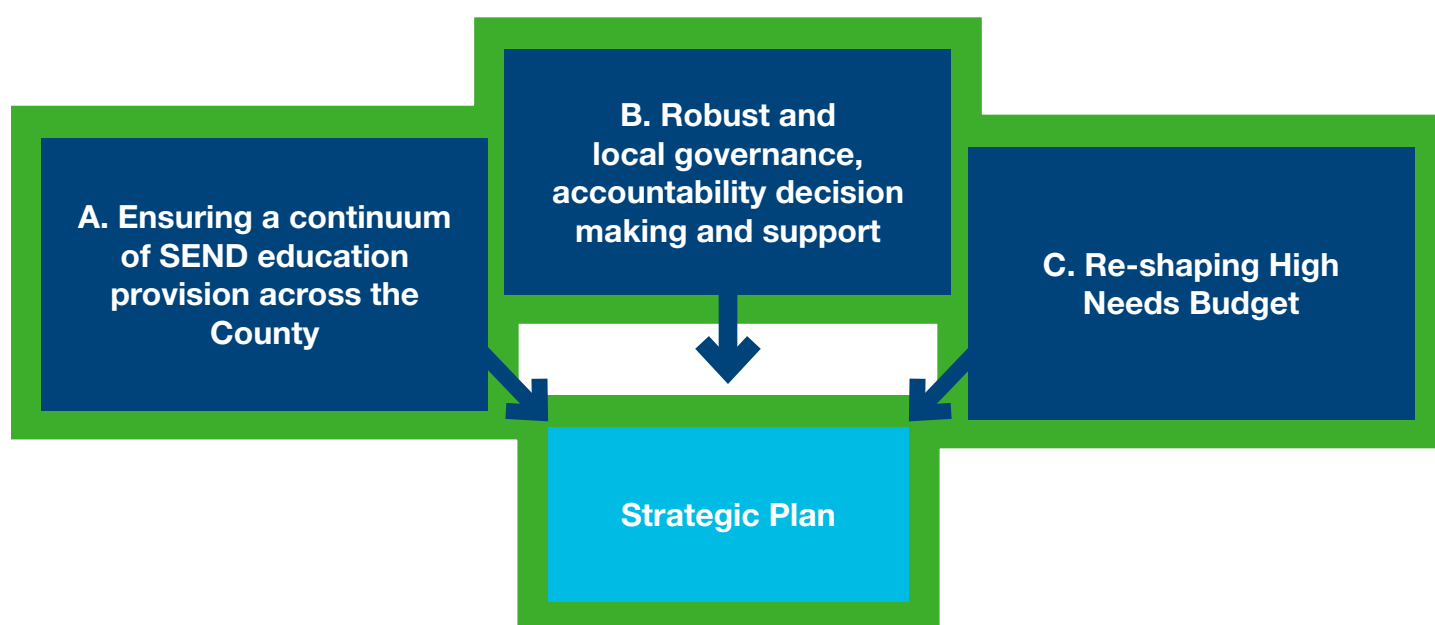 A. Ensuring a continuum
of SEND education
provision across the
County
B. Robust and
local governance,
accountability decision
making and support
C. Re-shaping High
Needs Budget
Strategic Plan